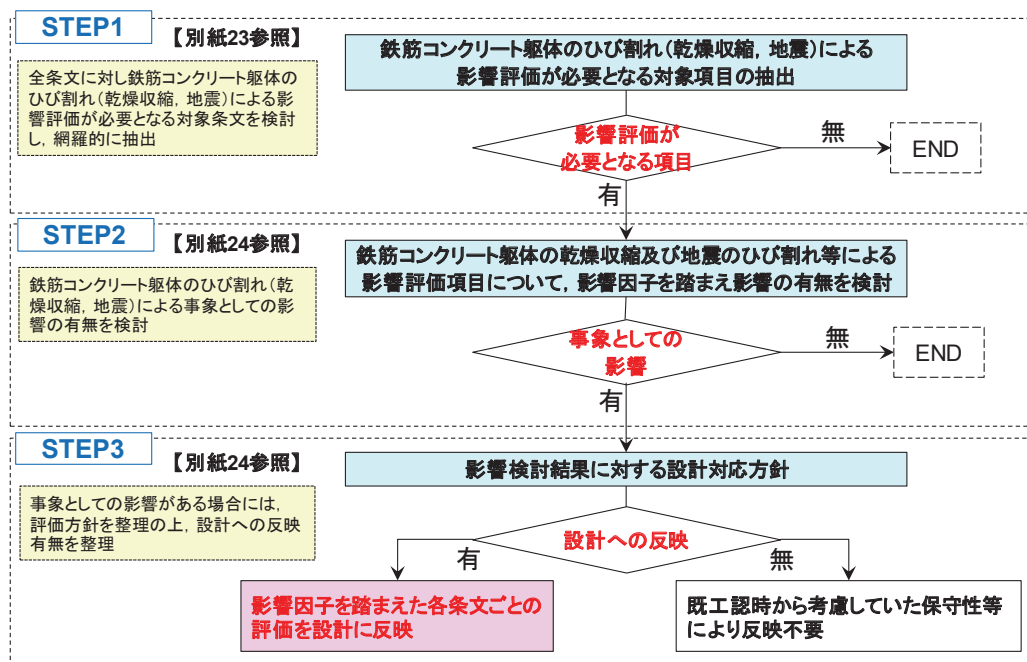 STEP1
【別紙23参照】
全条文に対し鉄筋コンクリート躯体の
ひび割れ(乾燥収縮, 地震)による影
響評価が必要となる対象条文を検討
し, 網羅的に抽出
鉄筋コンクリート躯体のひび割れ(乾燥収縮, 地震)による
影響評価が必要となる対象項目の抽出
影響評価が
必要となる項目
無
END
有
STEP2
【別紙24参照】
鉄筋コンクリート躯体のひび割れ(乾
燥収縮, 地震)による事象としての影
響の有無を検討
鉄筋コンクリート躯体の乾燥収縮及び地震のひび割れ等による
影響評価項目について, 影響因子を踏まえ影響の有無を検討
事象としての
影響
無
END
有
STEP3
【別紙24参照】
事象としての影響がある場合には,
評価方針を整理の上, 設計への反映
有無を整理
影響検討結果に対する設計対応方針
設計への反映
有
無
影響因子を踏まえた各条文ごとの
評価を設計に反映
既工認時から考慮していた保守性等
により反映不要